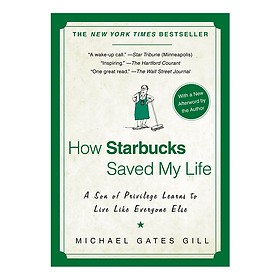 THE NEW YORK TIMES BESTSELLER
"A wake-up call." —Star Tribune (Minneapolis)
"Inspiring." —The Hartford Courant
"One great read." —The Wall Street Journal
With a New
Afterword by
the Author
How Starbucks
Saved My Life
A Son of Privilege Learns to
Live Like Everyone Else
MICHAEL GATES GILL